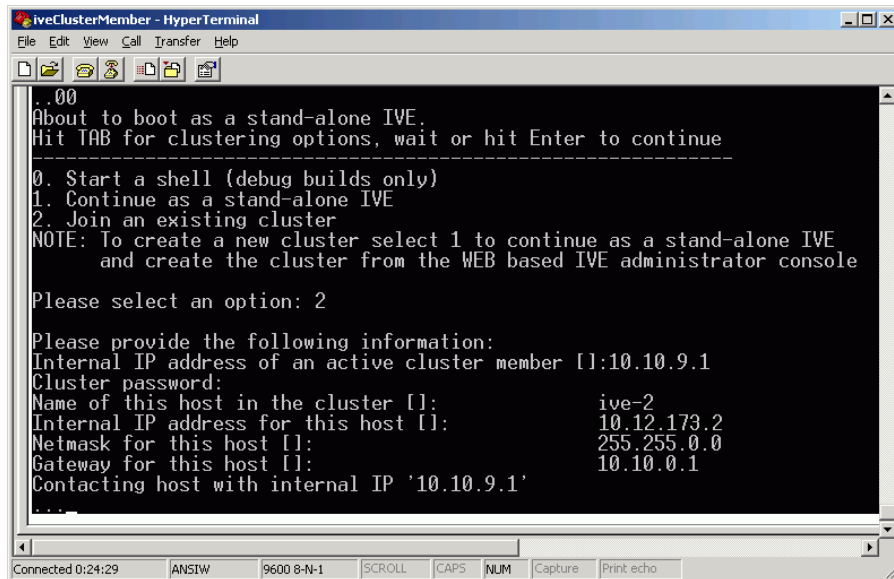 iveClusterMember - HyperTerminal
File Edit View Call Transfer Help
..00
About to boot as a stand-alone IVE.
Hit TAB for clustering options, wait or hit Enter to continue
--------------------------------------------------------------
0. Start a shell (debug builds only)
1. Continue as a stand-alone IVE
2. Join an existing cluster
NOTE: To create a new cluster select 1 to continue as a stand-alone IVE
and create the cluster from the WEB based IVE administrator console
Please select an option: 2
Please provide the following information:
Internal IP address of an active cluster member []:10.10.9.1
Cluster password:
Name of this host in the cluster []: ive-2
Internal IP address for this host []: 10.12.173.2
Netmask for this host []: 255.255.0.0
Gateway for this host []: 10.10.0.1
Contacting host with internal IP '10.10.9.1'
..._
Connected 0:24:29 ANSIW 9600 8-N-1 SCROLL CAPS NUM Capture Print echo